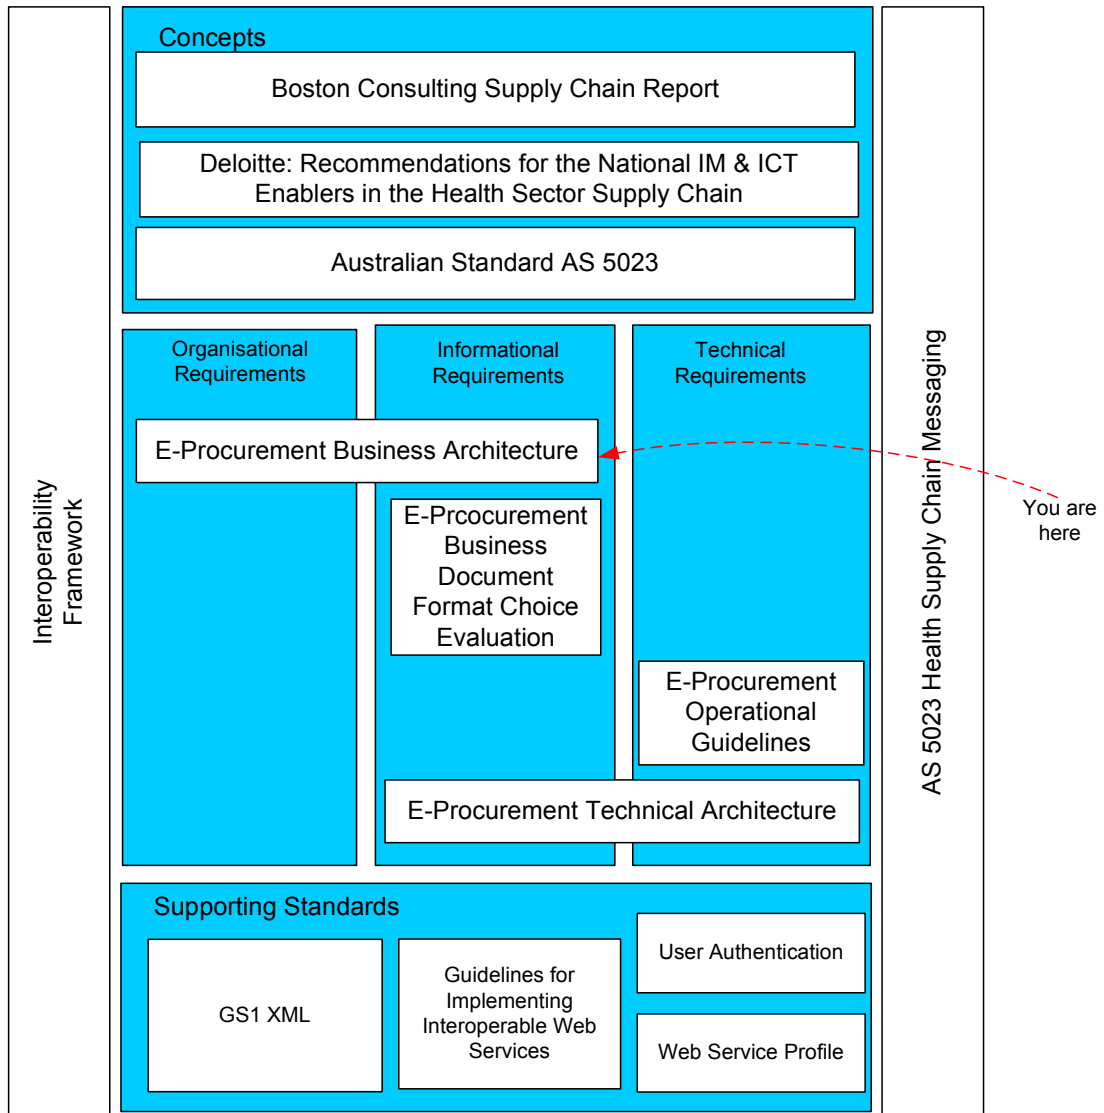 Concepts
Boston Consulting Supply Chain Report
Deloitte: Recommendations for the National IM & ICT
Enablers in the Health Sector Supply Chain
Australian Standard AS 5023
Interoperability
Framework
Organisational
Requirements
Informational
Requirements
Technical
Requirements
E-Procurement Business Architecture
E-Prcocurement
Business
Document
Format Choice
Evaluation
E-Procurement
Operational
Guidelines
E-Procurement Technical Architecture
AS 5023 Health Supply Chain Messaging
You are
here
Supporting Standards
GS1 XML
Guidelines for
Implementing
Interoperable Web
Services
User Authentication
Web Service Profile